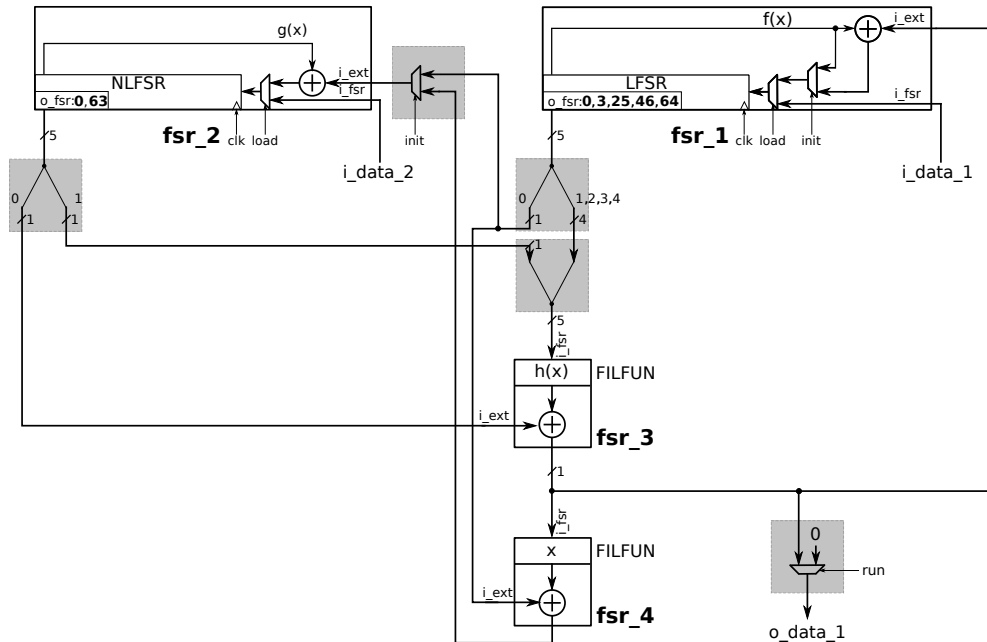 g(x)
NLFSR
o_fsr:0,63
i_ext
i_fsr
fsr_2
clk
load
init
i_data_2
f(x)
i_ext
LFSR
o_fsr:0,3,25,46,64
i_fsr
fsr_1
clk
load
init
i_data_1
5
0
1
1
1
5
0
1,2,3,4
1
4
1
5
i_fsr
h(x)
FILFUN
i_ext
fsr_3
1
i_fsr
x
FILFUN
i_ext
fsr_4
0
run
o_data_1